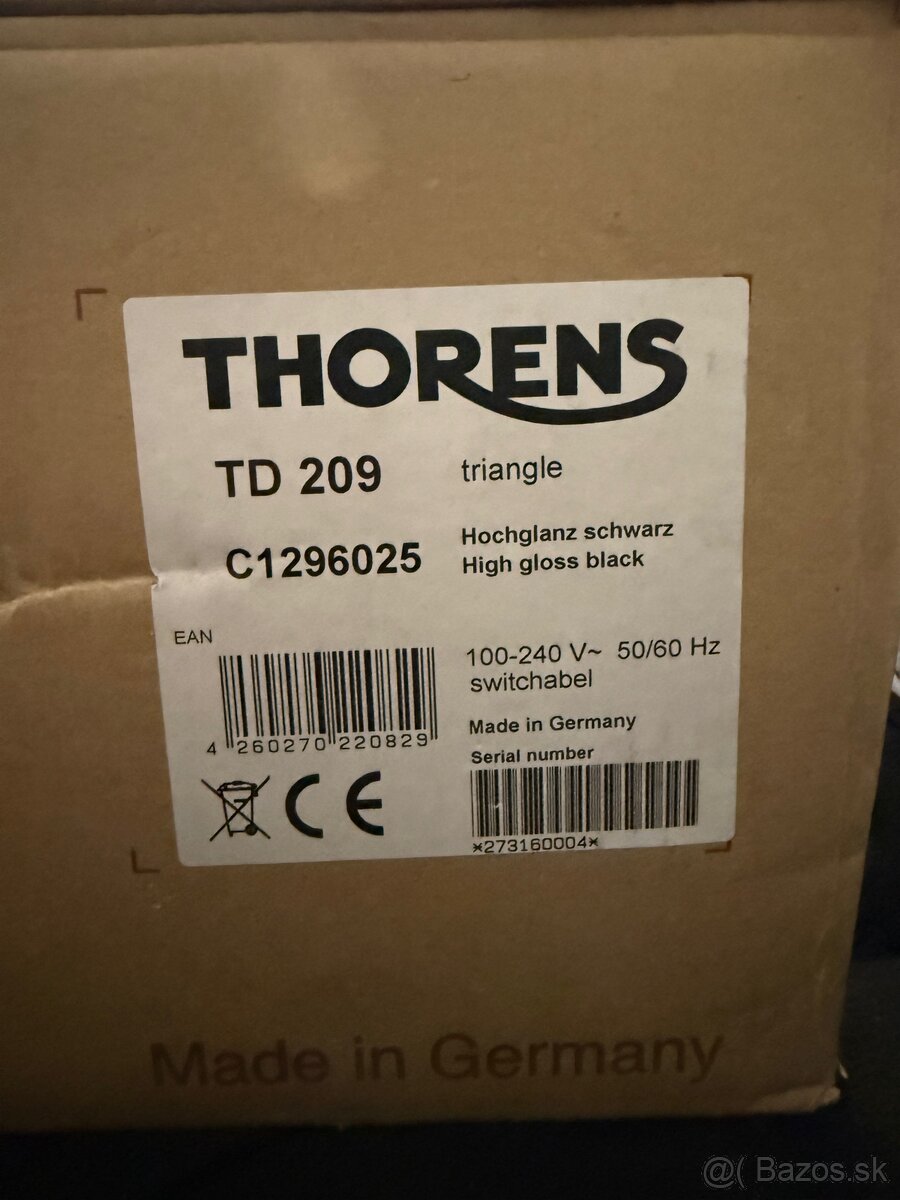 THORENS
TD 209
triangle
C1296025
Hochglanz schwarz
High gloss black
EAN
4 260270 220829
100-240 V~ 50/60 Hz
switchabel
Made in Germany
Serial number
CE
*273160004*
Made in Germany
@( Bazos.sk